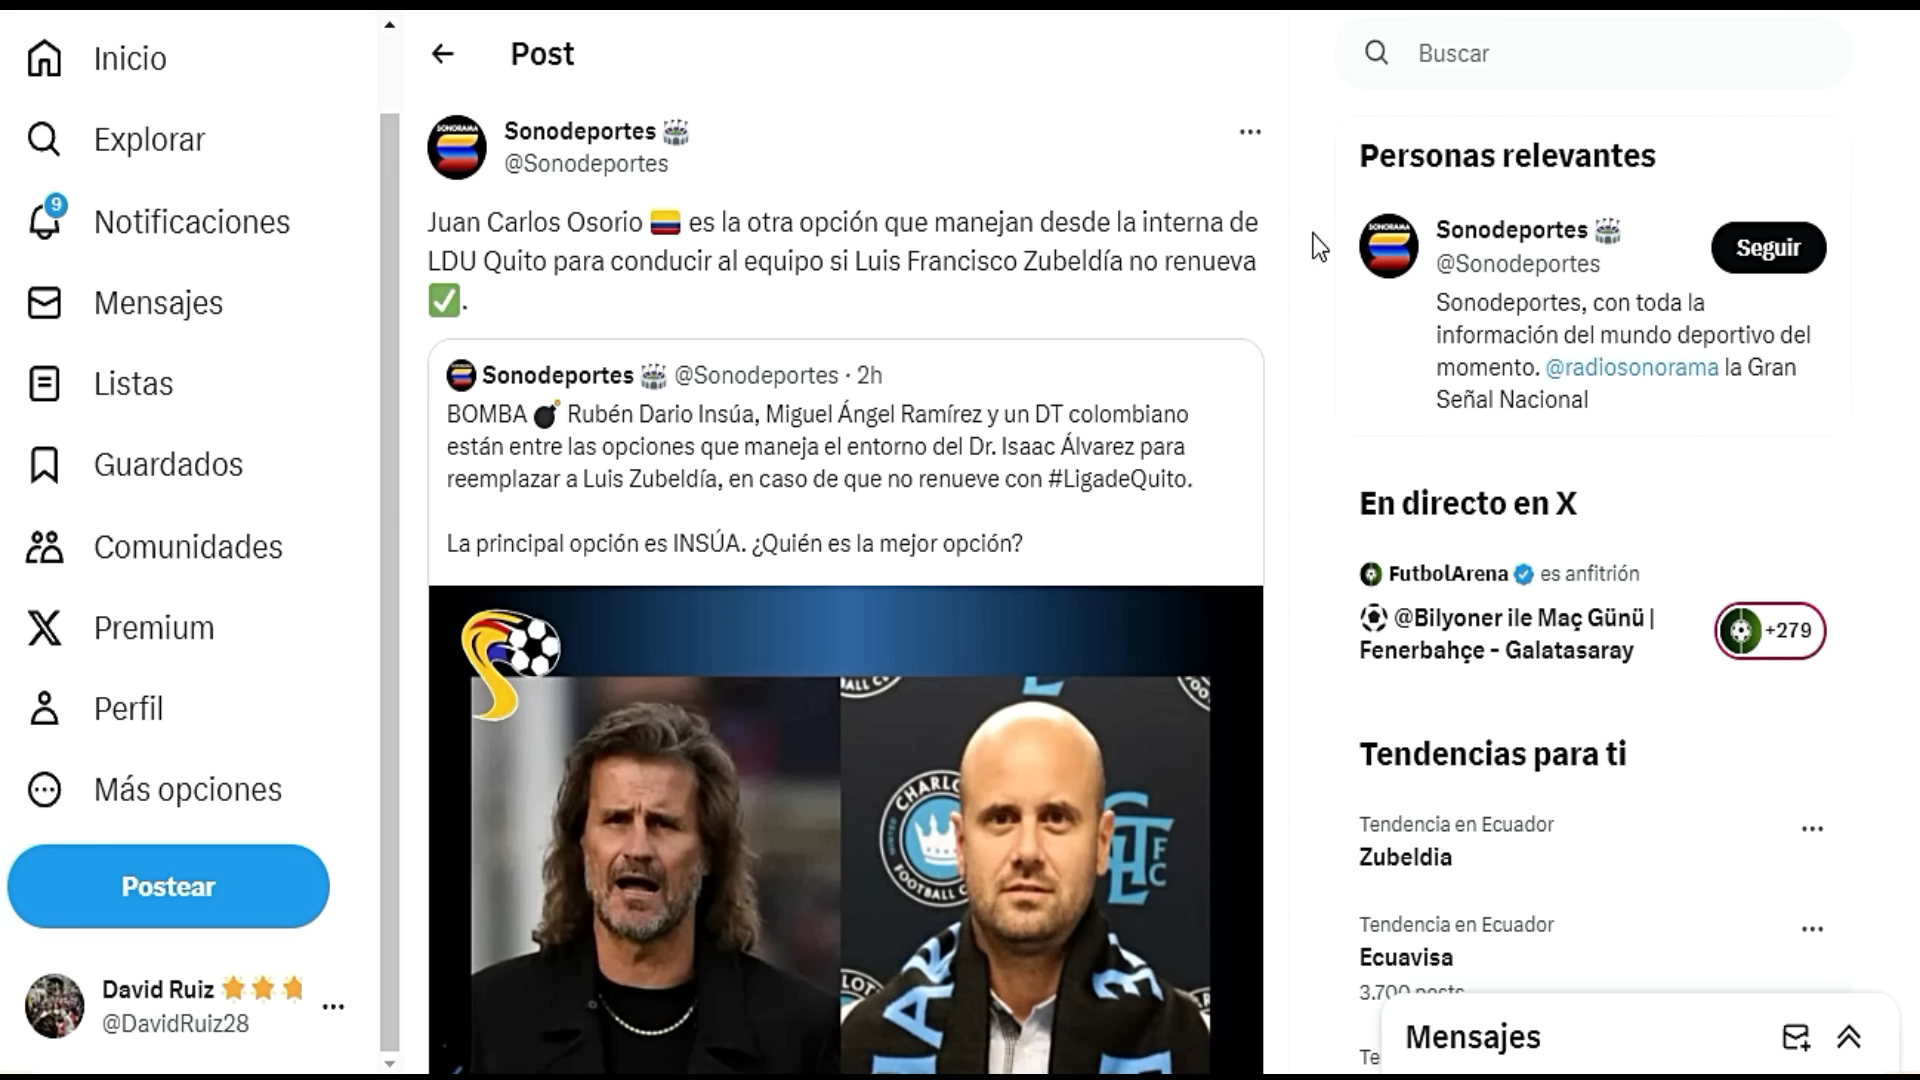 Inicio
Explorar
9
Notificaciones
Mensajes
Listas
Guardados
Comunidades
Premium
Perfil
Más opciones
Postear
David Ruiz
@DavidRuiz28
Post
SONORAMA
Sonodeportes
@Sonodeportes
Juan Carlos Osorio es la otra opción que manejan desde la interna de
LDU Quito para conducir al equipo si Luis Francisco Zubeldía no renueva
.
Sonodeportes @Sonodeportes · 2h
BOMBA Rubén Dario Insúa, Miguel Ángel Ramírez y un DT colombiano
están entre las opciones que maneja el entorno del Dr. Isaac Álvarez para
reemplazar a Luis Zubeldía, en caso de que no renueve con #LigadeQuito.
La principal opción es INSÚA. ¿Quién es la mejor opción?
Buscar
Personas relevantes
SONORAMA
Sonodeportes
@Sonodeportes
Seguir
Sonodeportes, con toda la
información del mundo deportivo del
momento. @radiosonorama la Gran
Señal Nacional
En directo en X
FutbolArena es anfitrión
@Bilyoner ile Maç Günü |
Fenerbahçe - Galatasaray
+279
Tendencias para ti
Tendencia en Ecuador
Zubeldia
Tendencia en Ecuador
Ecuavisa
3.700 posts
Te
Mensajes